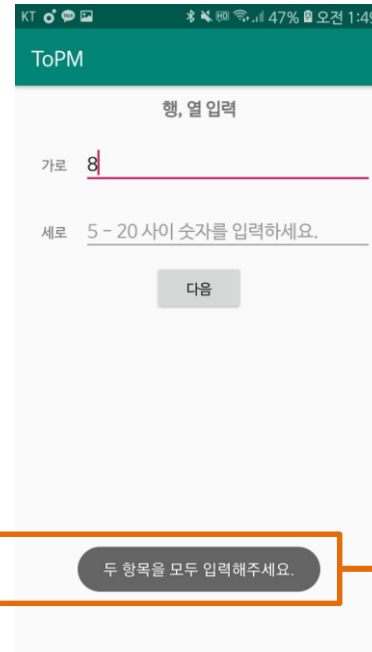 KT 47% 오전 1:49
ToPM
행, 열 입력
가로 8
세로 5 - 20 사이 숫자를 입력하세요.
다음
두 항목을 모두 입력해주세요.